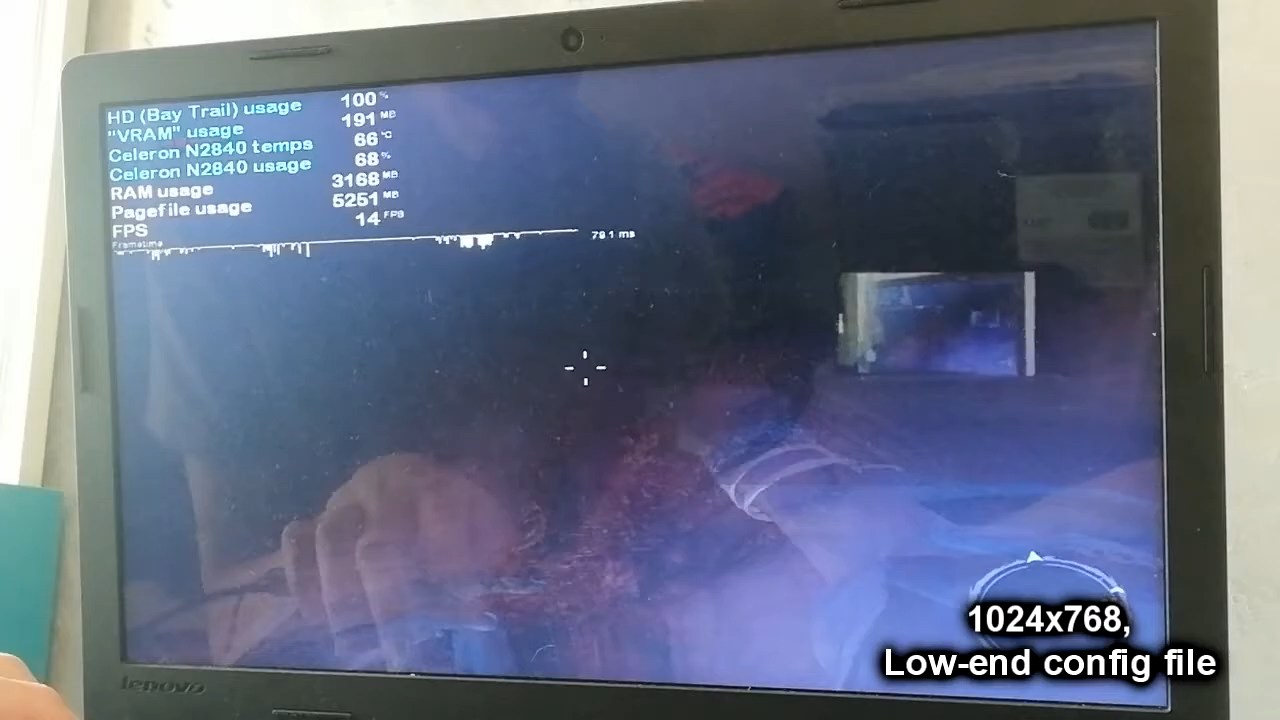 HD (Bay Trail) usage 100 %
"VRAM" usage 191 MB
Celeron N2840 temps 66 °C
Celeron N2840 usage 68 %
RAM usage 3168 MB
Pagefile usage 5251 MB
FPS 14 FPS
Frametime 79.1 ms
1024x768,
Low-end config file
lenovo